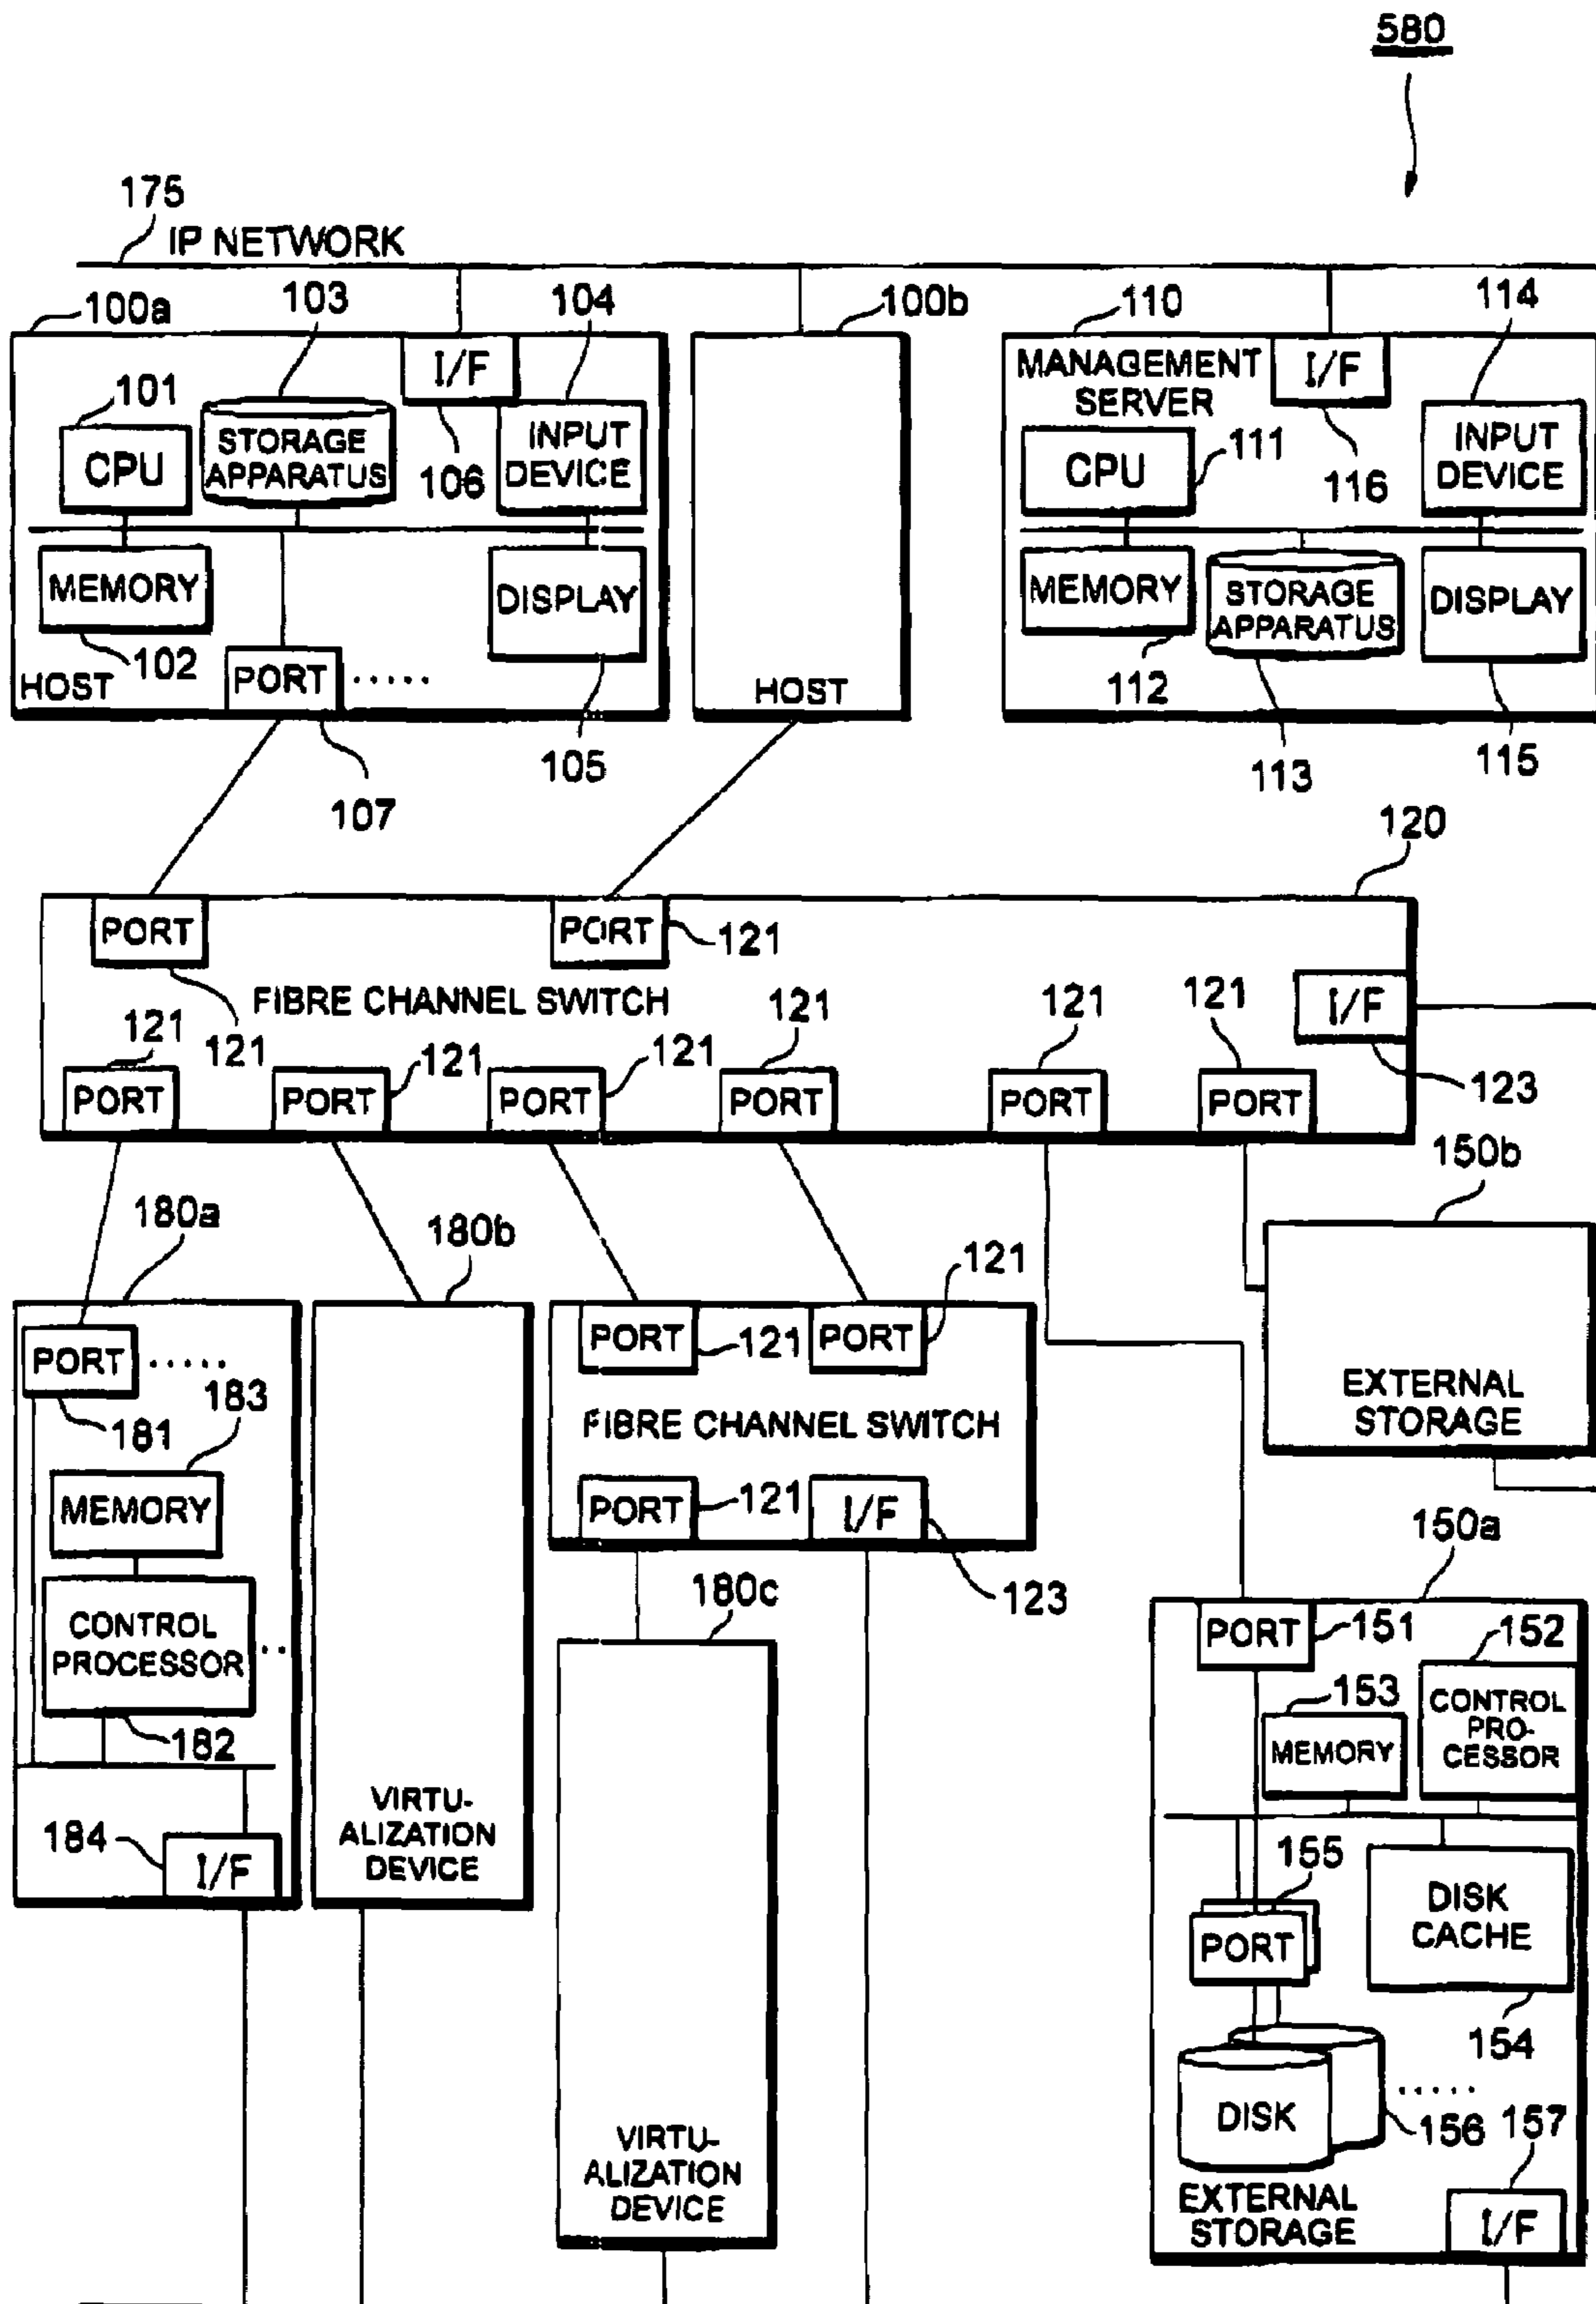 580
175
IP NETWORK
100a
103
104
100b
110
114
I/F
MANAGEMENT
SERVER
I/F
101
CPU
STORAGE
APPARATUS
106
INPUT
DEVICE
CPU
111
116
INPUT
DEVICE
MEMORY
DISPLAY
MEMORY
STORAGE
APPARATUS
DISPLAY
102
HOST
PORT
.....
HOST
112
105
113
115
107
120
PORT
PORT
121
FIBRE CHANNEL SWITCH
I/F
121
121
121
121
121
121
121
123
PORT
PORT
PORT
PORT
PORT
PORT
150b
180a
180b
121
PORT
.....
PORT
121
PORT
183
181
FIBRE CHANNEL SWITCH
EXTERNAL
STORAGE
MEMORY
PORT
121
I/F
150a
180c
123
CONTROL
PROCESSOR
..
PORT
151
152
153
CONTROL
PRO-
CESSOR
182
MEMORY
VIRTU-
ALIZATION
DEVICE
184
I/F
155
DISK
CACHE
PORT
154
DISK
.....
156
157
VIRTU-
ALIZATION
DEVICE
EXTERNAL
STORAGE
I/F